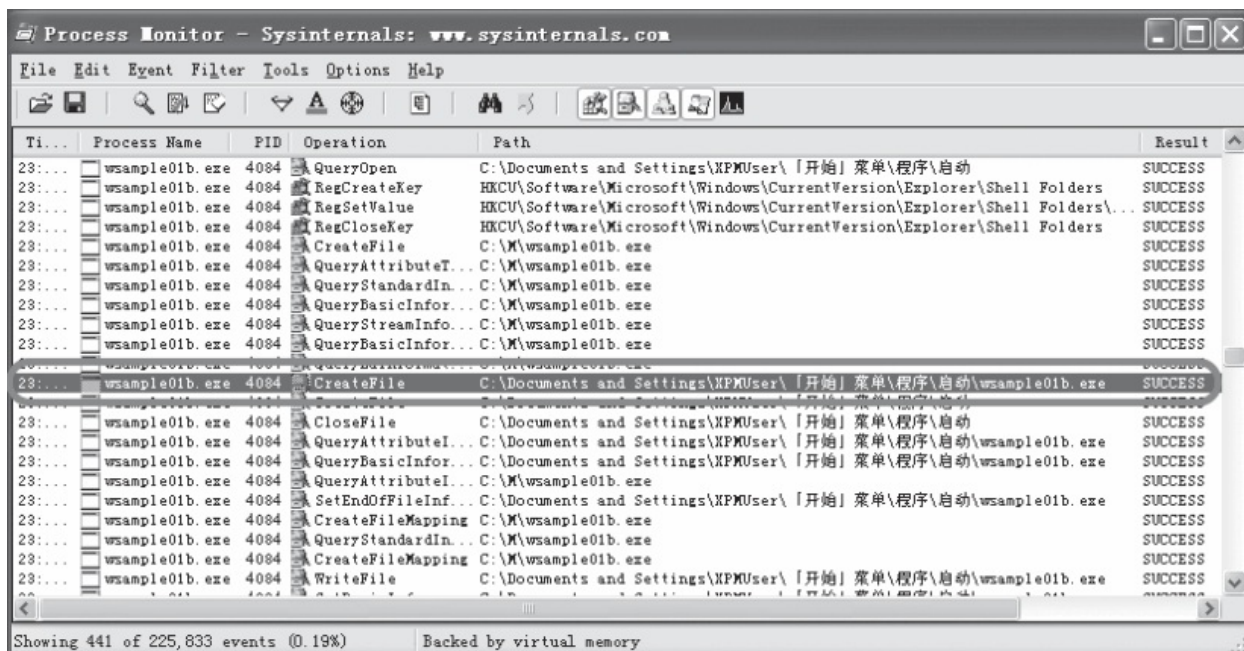 Process Monitor - Sysinternals: www.sysinternals.com
File Edit Event Filter Tools Options Help
Ti... Process Name PID Operation Path Result
23:... wsample01b.exe 4084 QueryOpen C:\Documents and Settings\XPMUser\「开始」菜单\程序\启动 SUCCESS
23:... wsample01b.exe 4084 RegCreateKey HKCU\Software\Microsoft\Windows\CurrentVersion\Explorer\Shell Folders SUCCESS
23:... wsample01b.exe 4084 RegSetValue HKCU\Software\Microsoft\Windows\CurrentVersion\Explorer\Shell Folders\... SUCCESS
23:... wsample01b.exe 4084 RegCloseKey HKCU\Software\Microsoft\Windows\CurrentVersion\Explorer\Shell Folders SUCCESS
23:... wsample01b.exe 4084 CreateFile C:\M\wsample01b.exe SUCCESS
23:... wsample01b.exe 4084 QueryAttributeT... C:\M\wsample01b.exe SUCCESS
23:... wsample01b.exe 4084 QueryStandardIn... C:\M\wsample01b.exe SUCCESS
23:... wsample01b.exe 4084 QueryBasicInfor... C:\M\wsample01b.exe SUCCESS
23:... wsample01b.exe 4084 QueryStreamInfo... C:\M\wsample01b.exe SUCCESS
23:... wsample01b.exe 4084 QueryBasicInfor... C:\M\wsample01b.exe SUCCESS
23:... wsample01b.exe 4084 CreateFile C:\Documents and Settings\XPMUser\「开始」菜单\程序\启动\wsample01b.exe SUCCESS
23:... wsample01b.exe 4084 CloseFile C:\Documents and Settings\XPMUser\「开始」菜单\程序\启动 SUCCESS
23:... wsample01b.exe 4084 QueryAttributeI... C:\Documents and Settings\XPMUser\「开始」菜单\程序\启动\wsample01b.exe SUCCESS
23:... wsample01b.exe 4084 QueryBasicInfor... C:\Documents and Settings\XPMUser\「开始」菜单\程序\启动\wsample01b.exe SUCCESS
23:... wsample01b.exe 4084 QueryAttributeI... C:\M\wsample01b.exe SUCCESS
23:... wsample01b.exe 4084 SetEndOfFileInf... C:\Documents and Settings\XPMUser\「开始」菜单\程序\启动\wsample01b.exe SUCCESS
23:... wsample01b.exe 4084 CreateFileMapping C:\M\wsample01b.exe SUCCESS
23:... wsample01b.exe 4084 QueryStandardIn... C:\M\wsample01b.exe SUCCESS
23:... wsample01b.exe 4084 CreateFileMapping C:\M\wsample01b.exe SUCCESS
23:... wsample01b.exe 4084 WriteFile C:\Documents and Settings\XPMUser\「开始」菜单\程序\启动\wsample01b.exe SUCCESS
Showing 441 of 225,833 events (0.19%) Backed by virtual memory